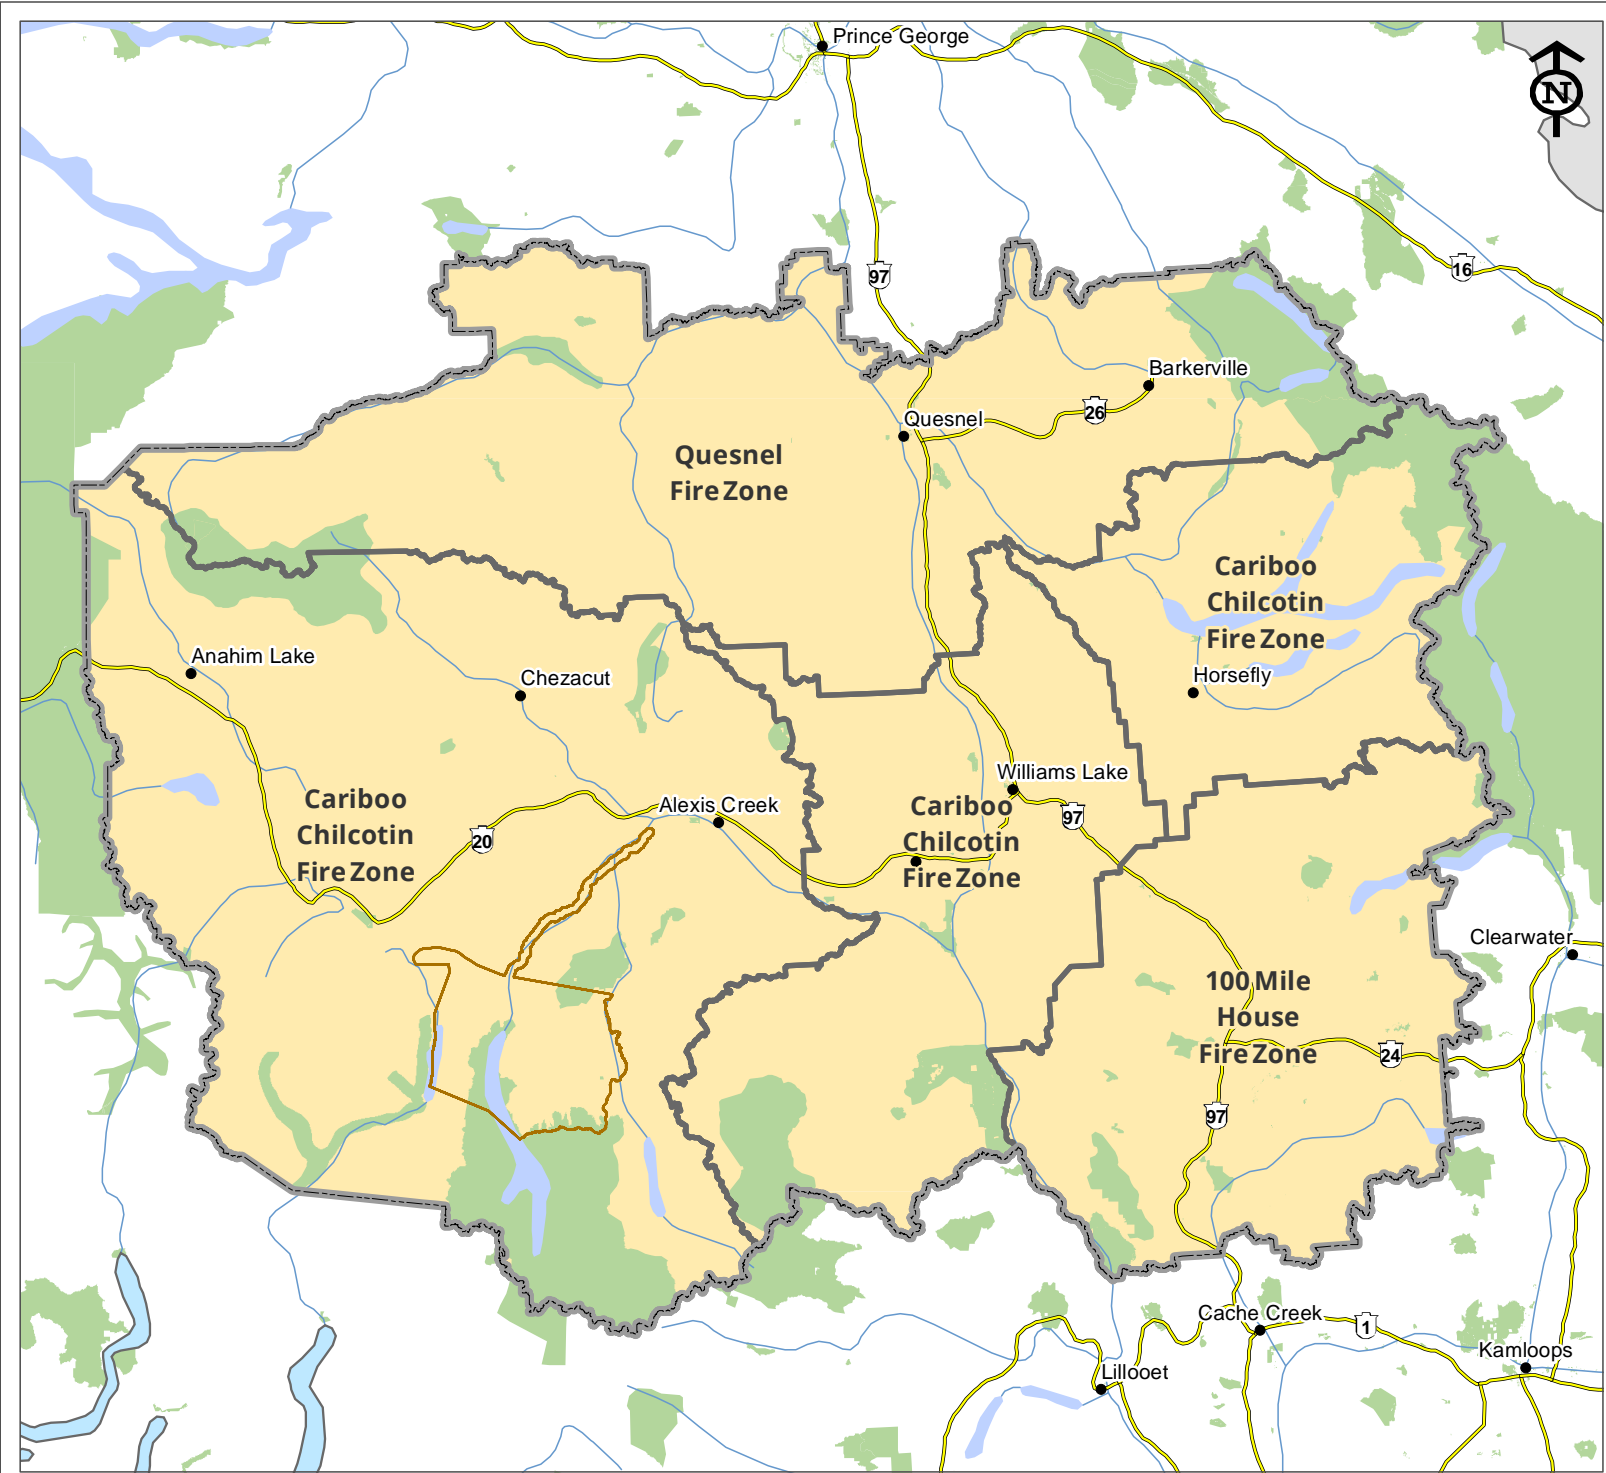 Prince George
N
97
16
Barkerville
26
Quesnel
Quesnel
Fire Zone
Cariboo
Chilcotin
Fire Zone
Anahim Lake
Chezacut
Horsefly
Williams Lake
Cariboo
Chilcotin
Fire Zone
20
Alexis Creek
Cariboo
Chilcotin
Fire Zone
97
Clearwater
100 Mile
House
Fire Zone
24
97
Cache Creek
1
Kamloops
Lillooet